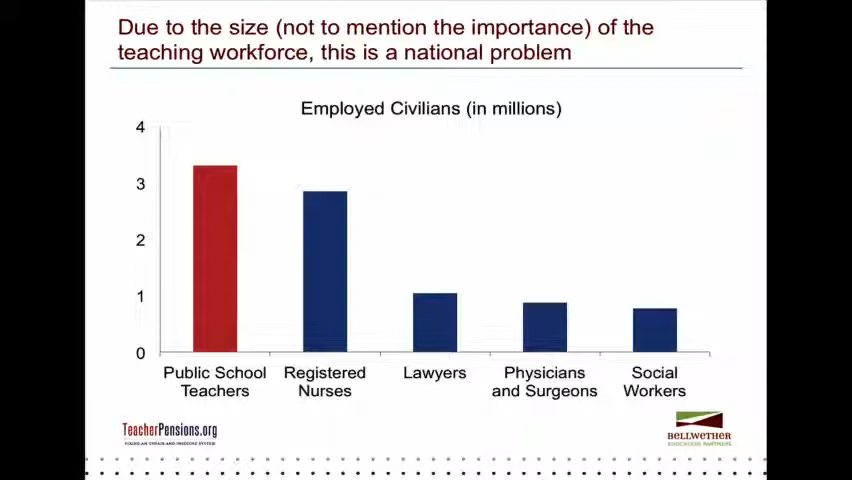 Due to the size (not to mention the importance) of the
teaching workforce, this is a national problem
Employed Civilians (in millions)
4
3
2
1
0
Public School
Teachers
Registered
Nurses
Lawyers
Physicians
and Surgeons
Social
Workers
TeacherPensions.org
BELLWETHER
EDUCATION PARTNERS